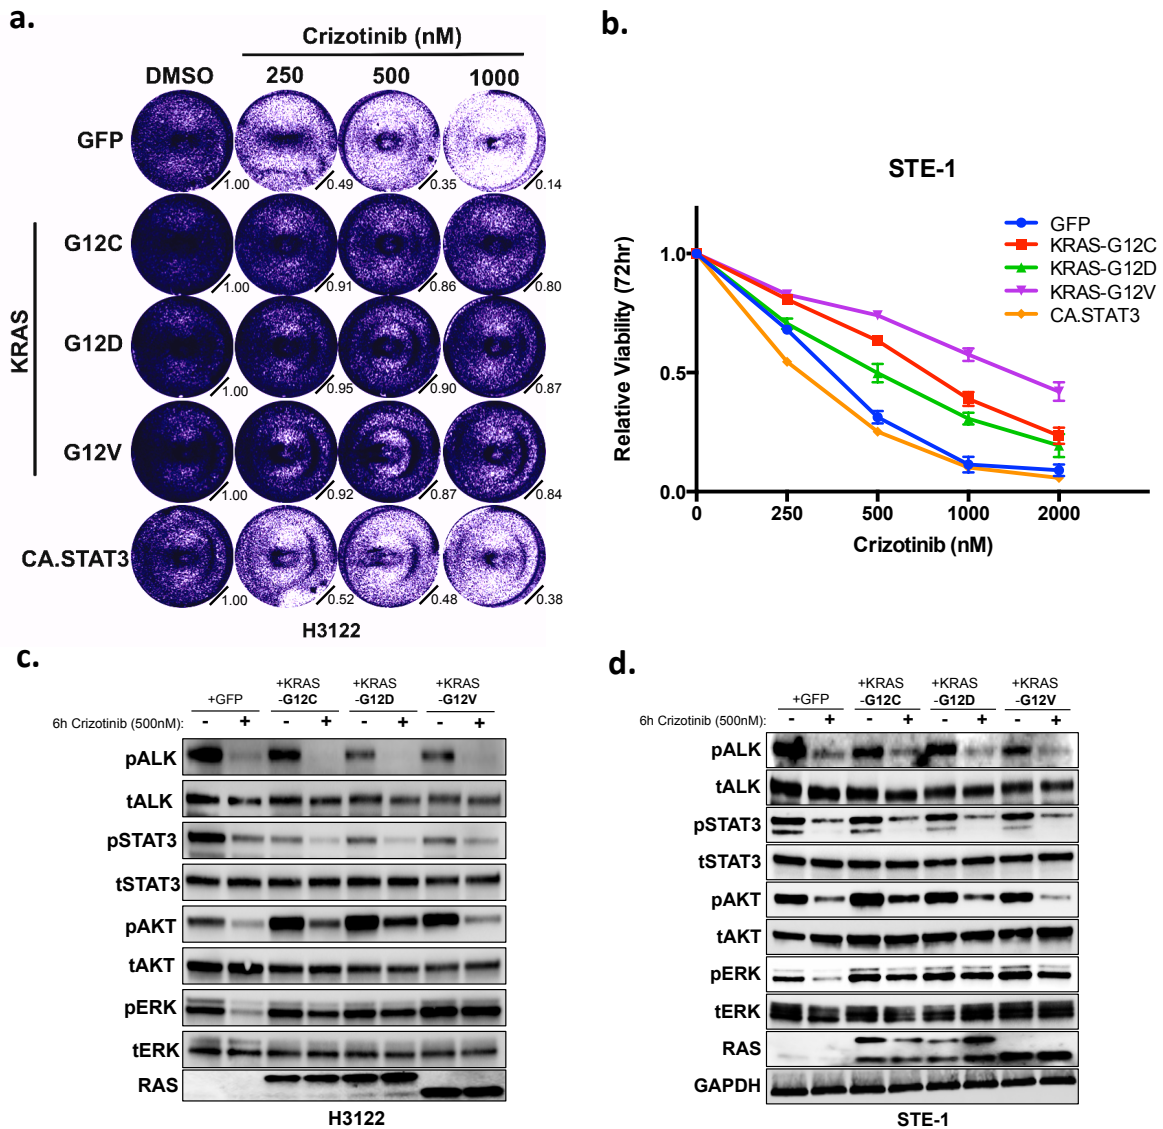 a.
Crizotinib (nM)
DMSO 250 500 1000
GFP
1.00 0.49 0.35 0.14
KRAS
G12C
1.00 0.91 0.86 0.80
G12D
1.00 0.95 0.90 0.87
G12V
1.00 0.92 0.87 0.84
CA.STAT3
1.00 0.52 0.48 0.38
H3122
b.
STE-1
GFP
KRAS-G12C
KRAS-G12D
KRAS-G12V
CA.STAT3
Relative Viability (72hr)
1.0
0.5
0.0
0 250 500 1000 2000
Crizotinib (nM)
c.
+GFP +KRAS -G12C +KRAS -G12D +KRAS -G12V
6h Crizotinib (500nM): - + - + - + - +
pALK
tALK
pSTAT3
tSTAT3
pAKT
tAKT
pERK
tERK
RAS
H3122
d.
+GFP +KRAS -G12C +KRAS -G12D +KRAS -G12V
6h Crizotinib (500nM): - + - + - + - +
pALK
tALK
pSTAT3
tSTAT3
pAKT
tAKT
pERK
tERK
RAS
GAPDH
STE-1